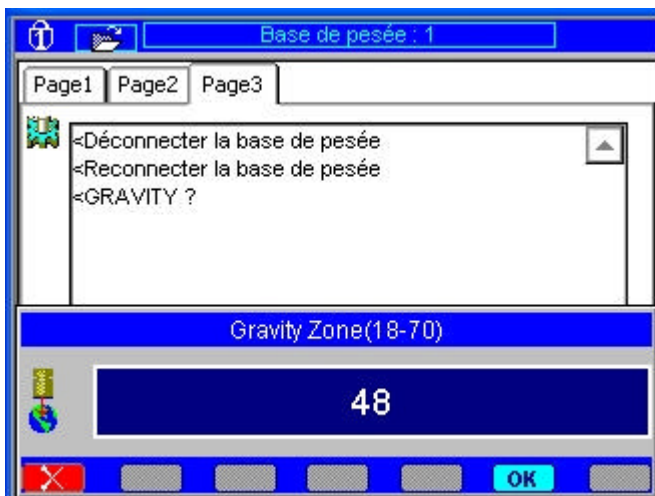 Base de pesée : 1
Page1 Page2 Page3
<Déconnecter la base de pesée
<Reconnecter la base de pesée
<GRAVITY ?
Gravity Zone(18-70)
48
OK